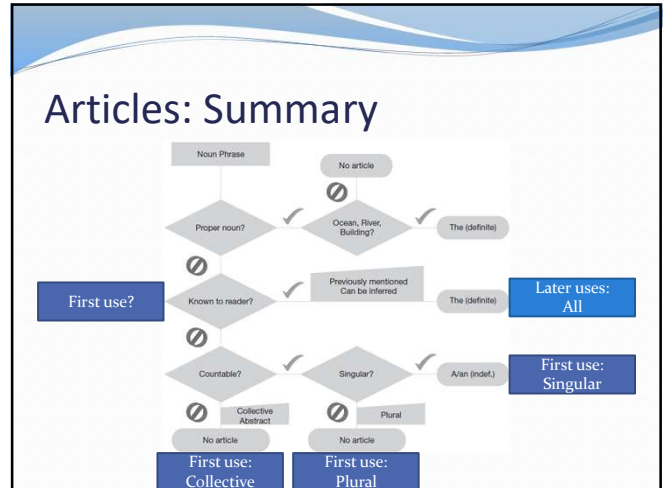 Articles: Summary
Noun Phrase
No article
Proper noun?
Ocean, River,
Building?
The (definite)
First use?
Known to reader?
Previously mentioned
Can be inferred
The (definite)
Later uses:
All
Countable?
Singular?
A/an (indef.)
First use:
Singular
Collective
Abstract
Plural
No article
No article
First use:
Collective
First use:
Plural